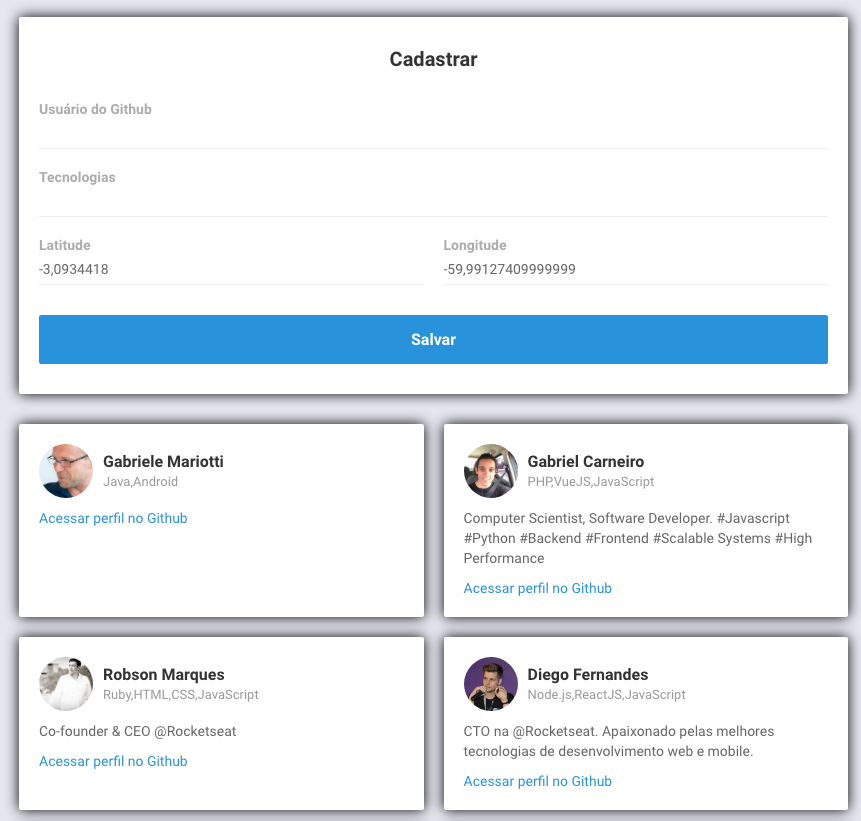 Cadastrar
Usuário do Github
Tecnologias
Latitude
Longitude
-3,0934418
-59,99127409999999
Salvar
Gabriele Mariotti
Java,Android
Acessar perfil no Github
Gabriel Carneiro
PHP,VueJS,JavaScript
Computer Scientist, Software Developer. #Javascript
#Python #Backend #Frontend #Scalable Systems #High
Performance
Acessar perfil no Github
Robson Marques
Ruby,HTML,CSS,JavaScript
Co-founder & CEO @Rocketseat
Acessar perfil no Github
Diego Fernandes
Node.js,ReactJS,JavaScript
CTO na @Rocketseat. Apaixonado pelas melhores
tecnologias de desenvolvimento web e mobile.
Acessar perfil no Github